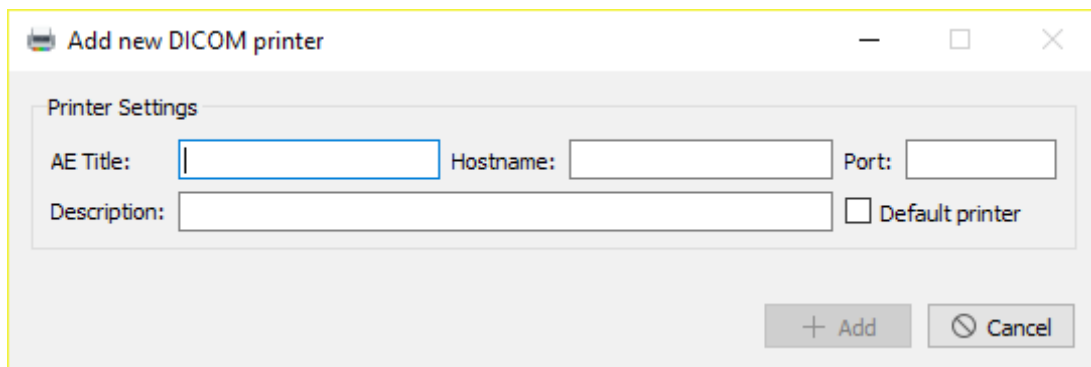 Add new DICOM printer
Printer Settings
AE Title: Hostname: Port:
Description: Default printer
Add Cancel